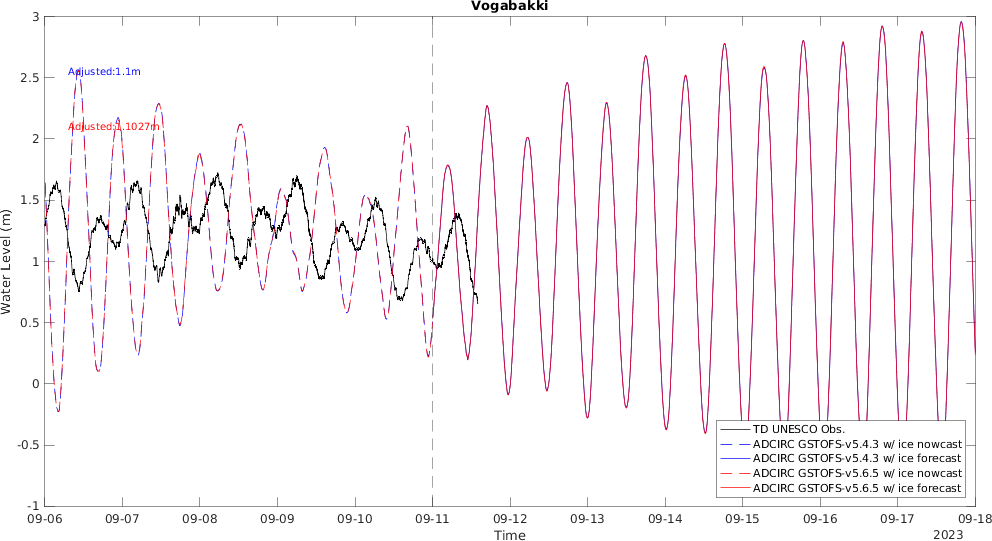 Vogabakki
3
2.5
2
1.5
1
0.5
0
-0.5
-1
Water Level (m)
Adjusted:1.1m
Adjusted:1.1027m
TD UNESCO Obs.
ADCIRC GSTOFS-v5.4.3 w/ ice nowcast
ADCIRC GSTOFS-v5.4.3 w/ ice forecast
ADCIRC GSTOFS-v5.6.5 w/ ice nowcast
ADCIRC GSTOFS-v5.6.5 w/ ice forecast
09-06 09-07 09-08 09-09 09-10 09-11 09-12 09-13 09-14 09-15 09-16 09-17 09-18
Time
2023